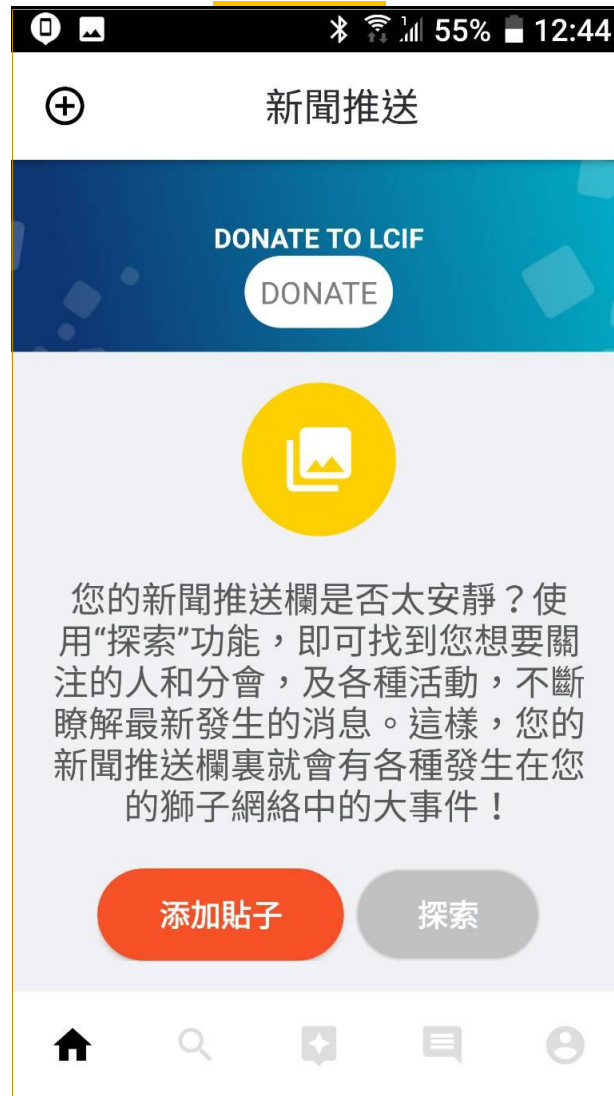 55% 12:44
新聞推送
DONATE TO LCIF
DONATE
您的新聞推送欄是否太安靜？使
用“探索”功能，即可找到您想要關
注的人和分會，及各種活動，不斷
瞭解最新發生的消息。這樣，您的
新聞推送欄裏就會有各種發生在您
的獅子網絡中的大事件！
添加貼子
探索